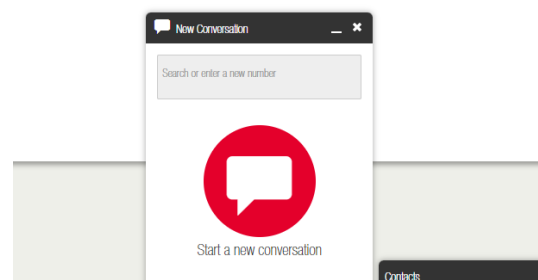 New Conversation
Search or enter a new number
Start a new conversation
Contacts